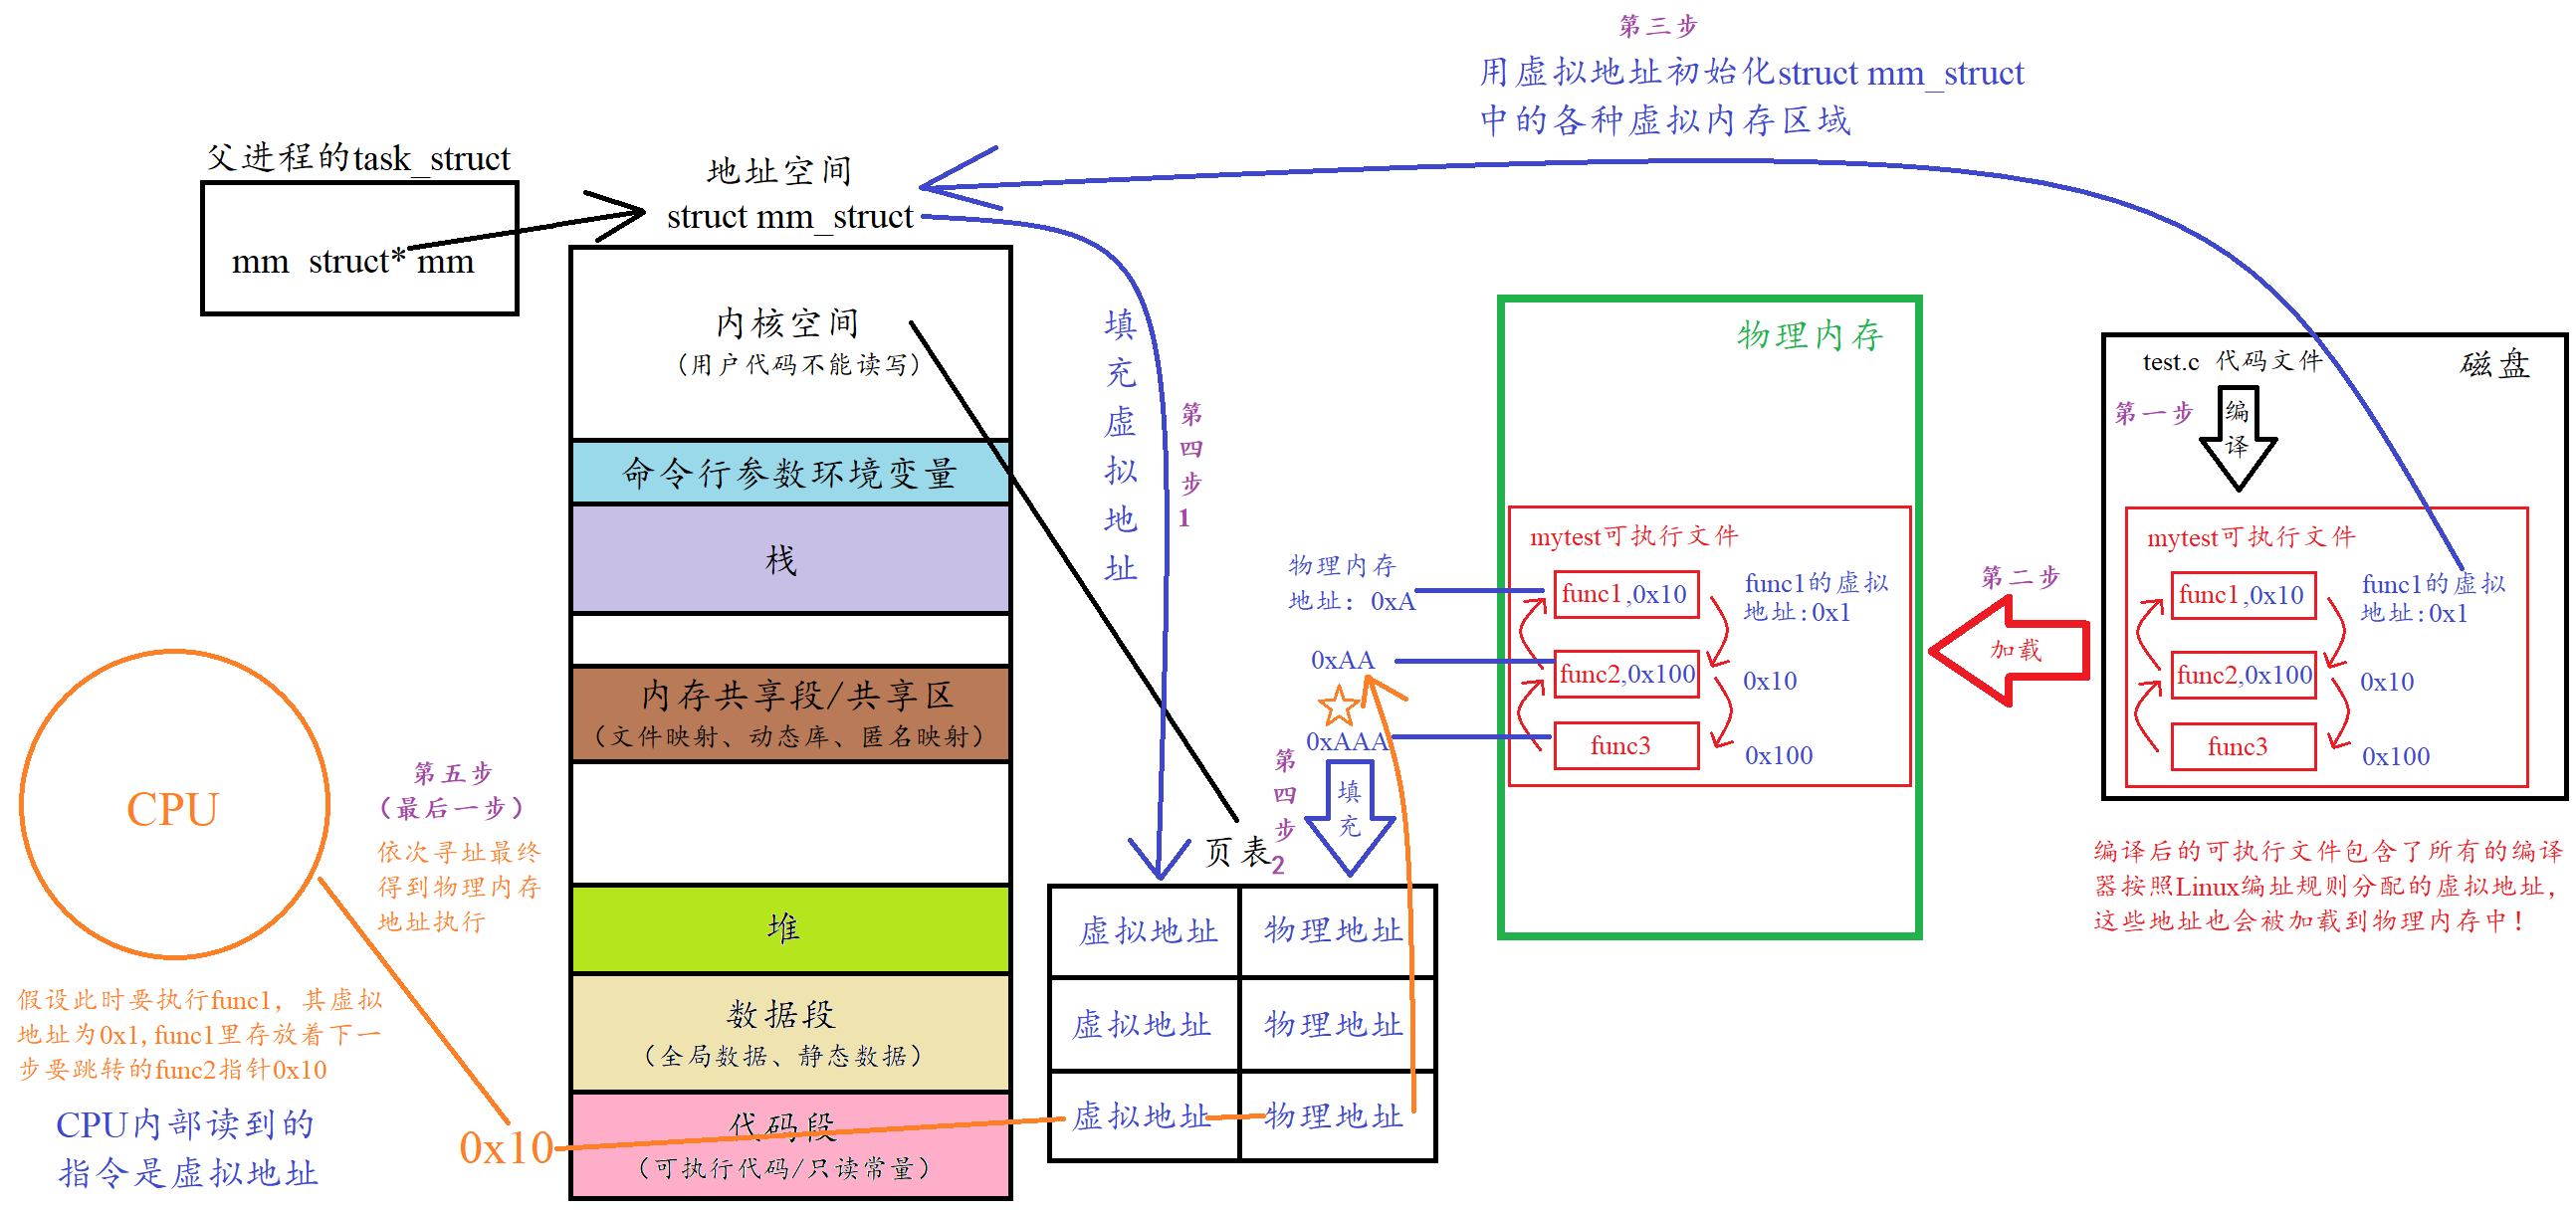 第三步
用虚拟地址初始化struct mm_struct
中的各种虚拟内存区域
父进程的task_struct
mm struct* mm
地址空间
struct mm_struct
内核空间
（用户代码不能读写）
命令行参数环境变量
栈
内存共享段/共享区
（文件映射、动态库、匿名映射）
堆
数据段
（全局数据、静态数据）
代码段
（可执行代码/只读常量）
填充虚拟地址
第四步1
物理内存
mytest可执行文件
func1,0x10
func1的虚拟
地址:0x1
func2,0x100
0x10
func3
0x100
物理内存
地址：0xA
0xAA
0xAAA
第四步2
填充
页表
虚拟地址
物理地址
虚拟地址
物理地址
虚拟地址
物理地址
第二步
加载
test.c 代码文件
磁盘
第一步
编译
mytest可执行文件
func1,0x10
func1的虚拟
地址:0x1
func2,0x100
0x10
func3
0x100
编译后的可执行文件包含了所有的编译
器按照Linux编址规则分配的虚拟地址，
这些地址也会被加载到物理内存中！
CPU
第五步
（最后一步）
依次寻址最终
得到物理内存
地址执行
假设此时要执行func1，其虚拟
地址为0x1,func1里存放着下一
步要跳转的func2指针0x10
CPU内部读到的
指令是虚拟地址
0x10